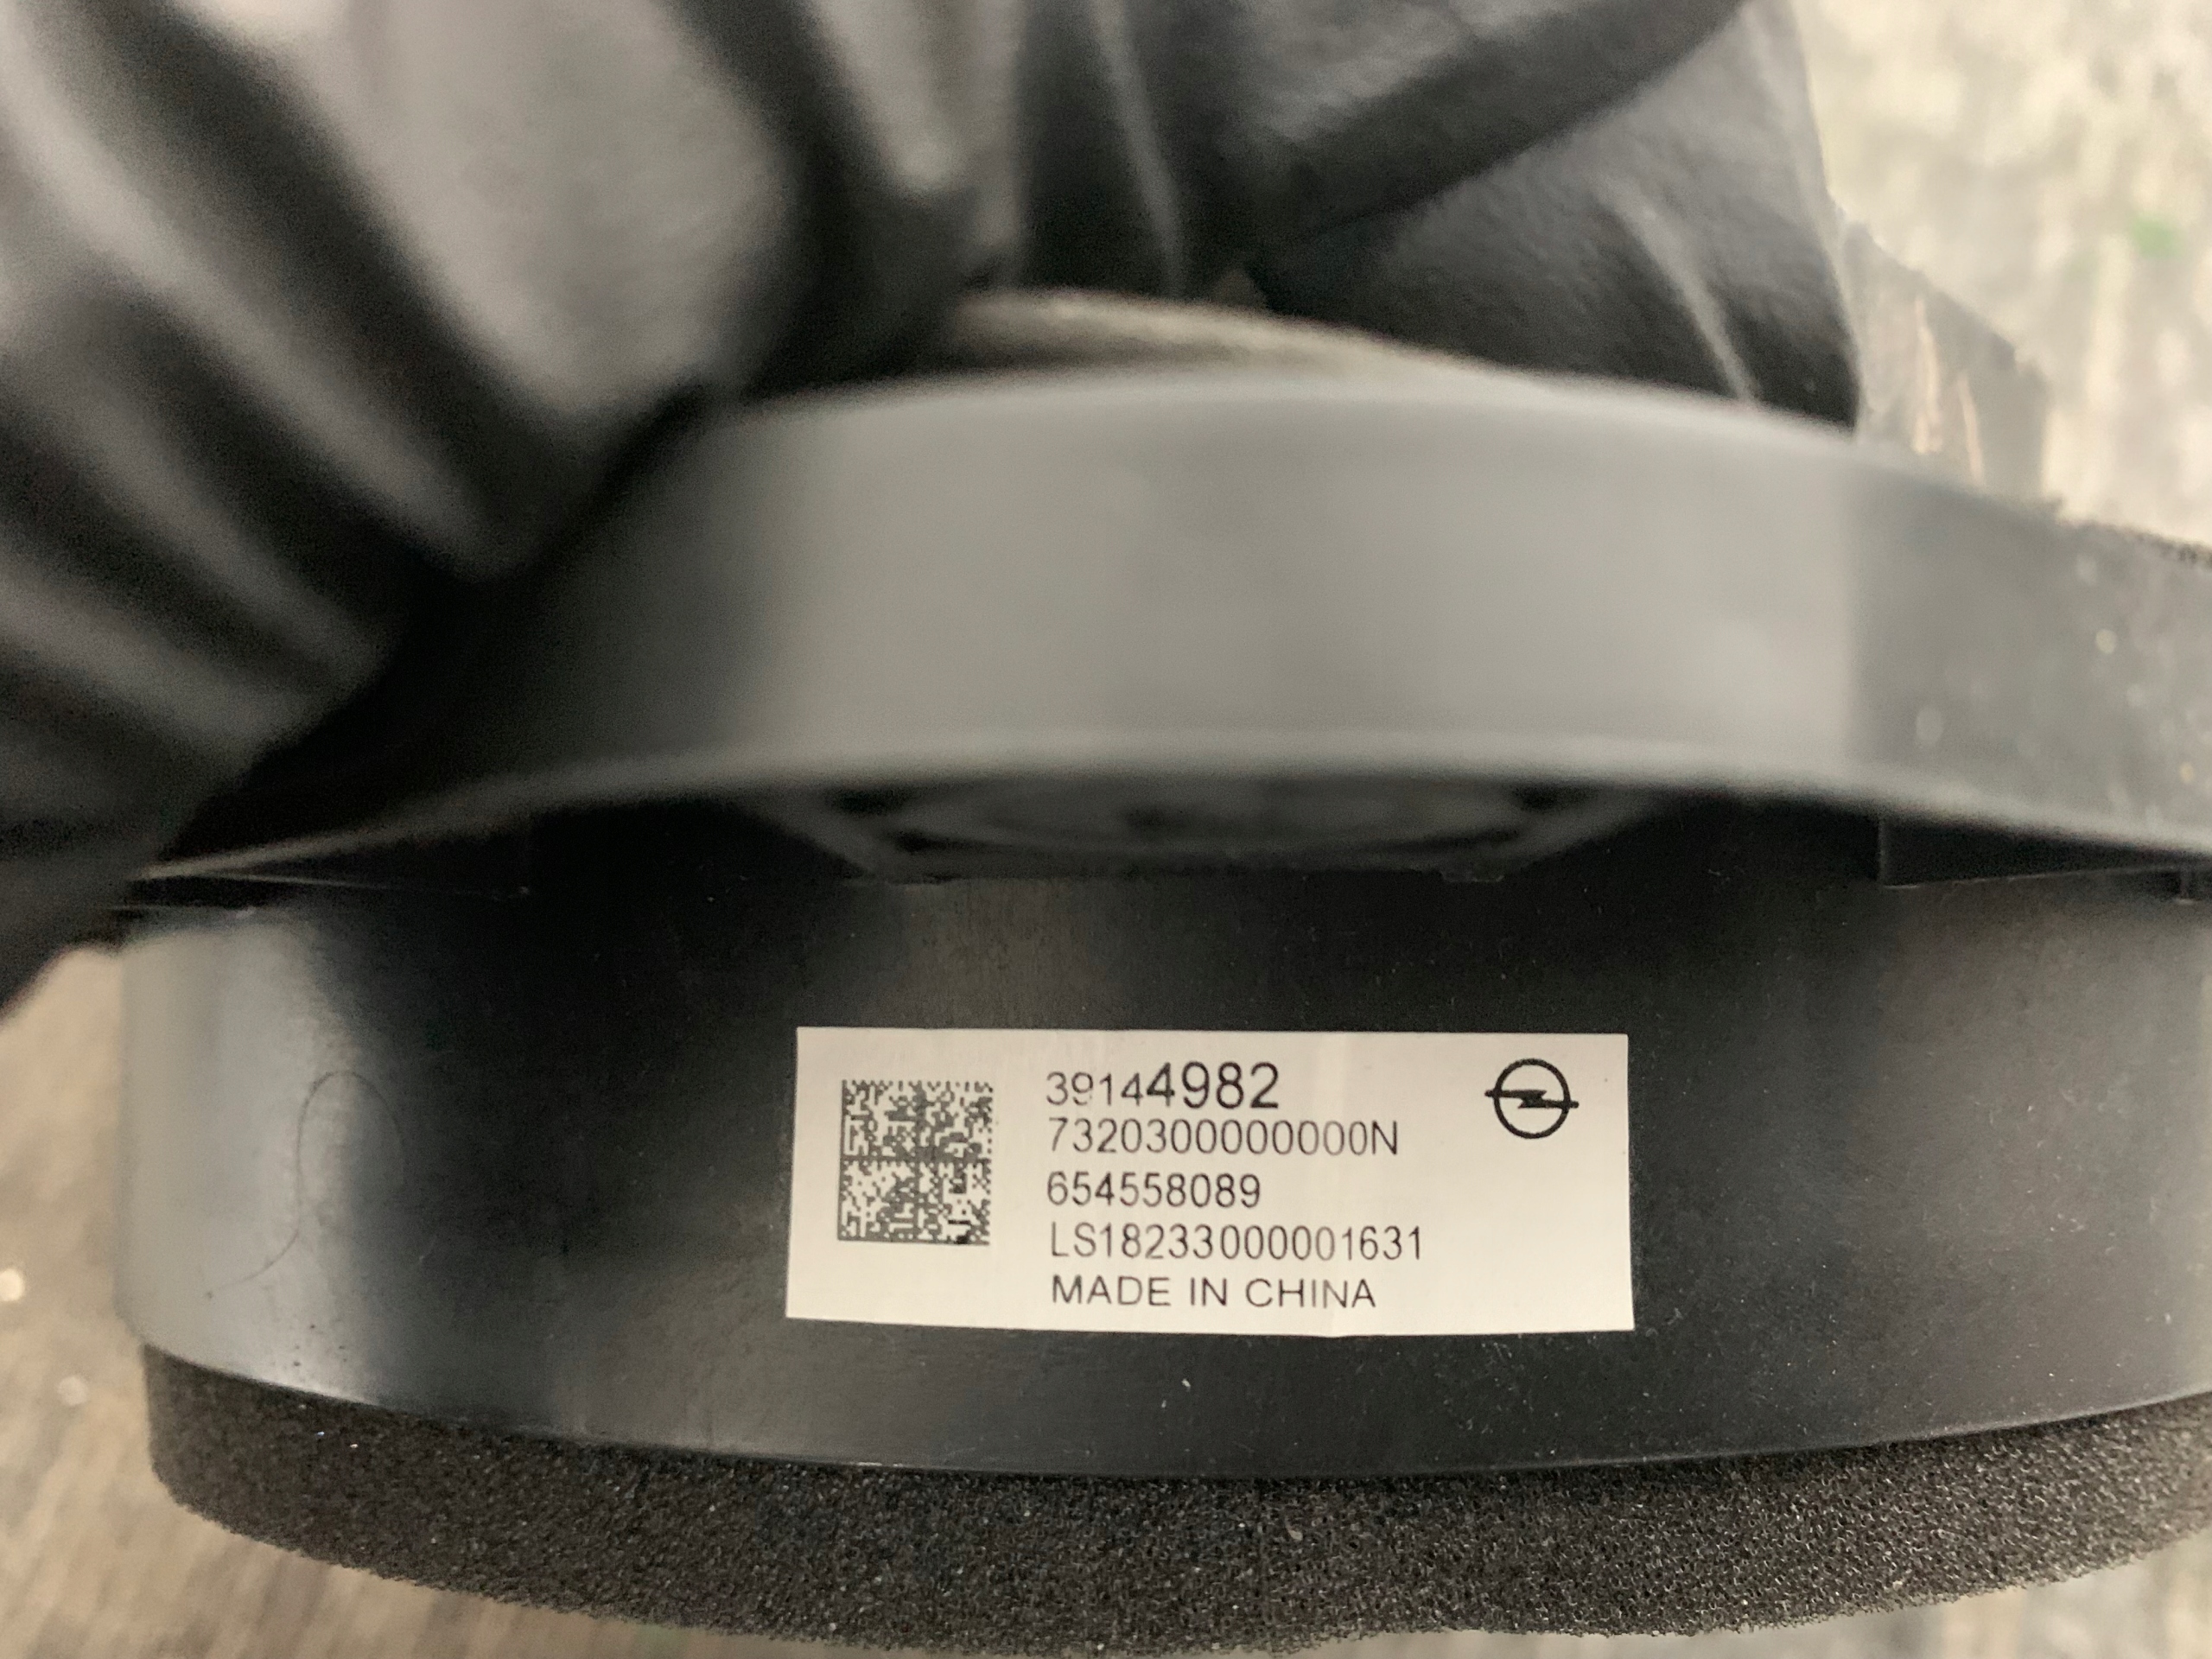 39144982
7320300000000N
654558089
LS18233000001631
MADE IN CHINA